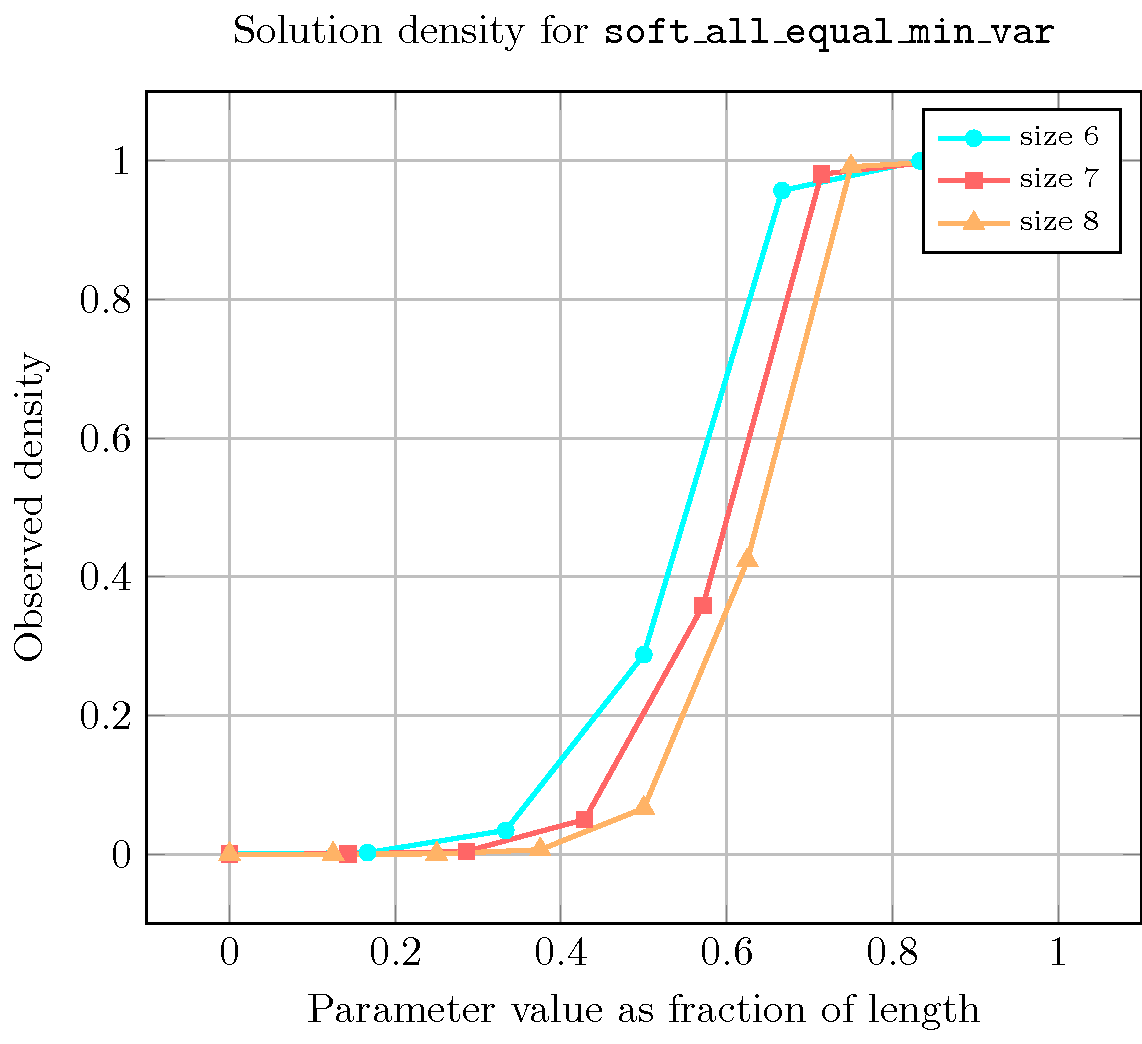 Solution density for soft_all_equal_min_var
size 6
size 7
size 8
1
0.8
0.6
0.4
0.2
0
Observed density
0 0.2 0.4 0.6 0.8 1
Parameter value as fraction of length